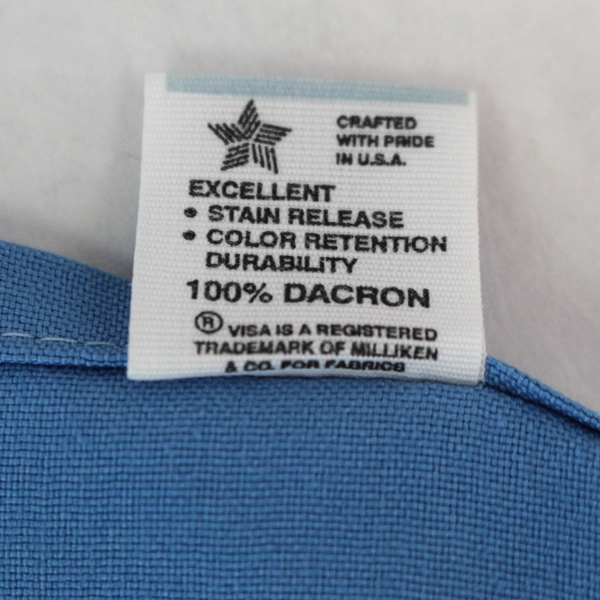 CRAFTED
WITH PRIDE
IN U.S.A.
EXCELLENT
• STAIN RELEASE
• COLOR RETENTION
DURABILITY
100% DACRON
® VISA IS A REGISTERED
TRADEMARK OF MILLIKEN
& CO. FOR FABRICS